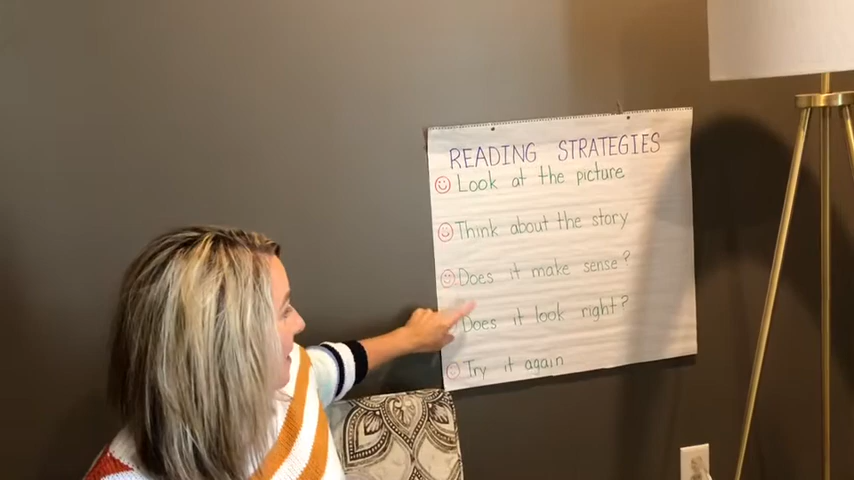 READING STRATEGIES
Look at the picture
Think about the story
Does it make sense?
Does it look right?
Try it again